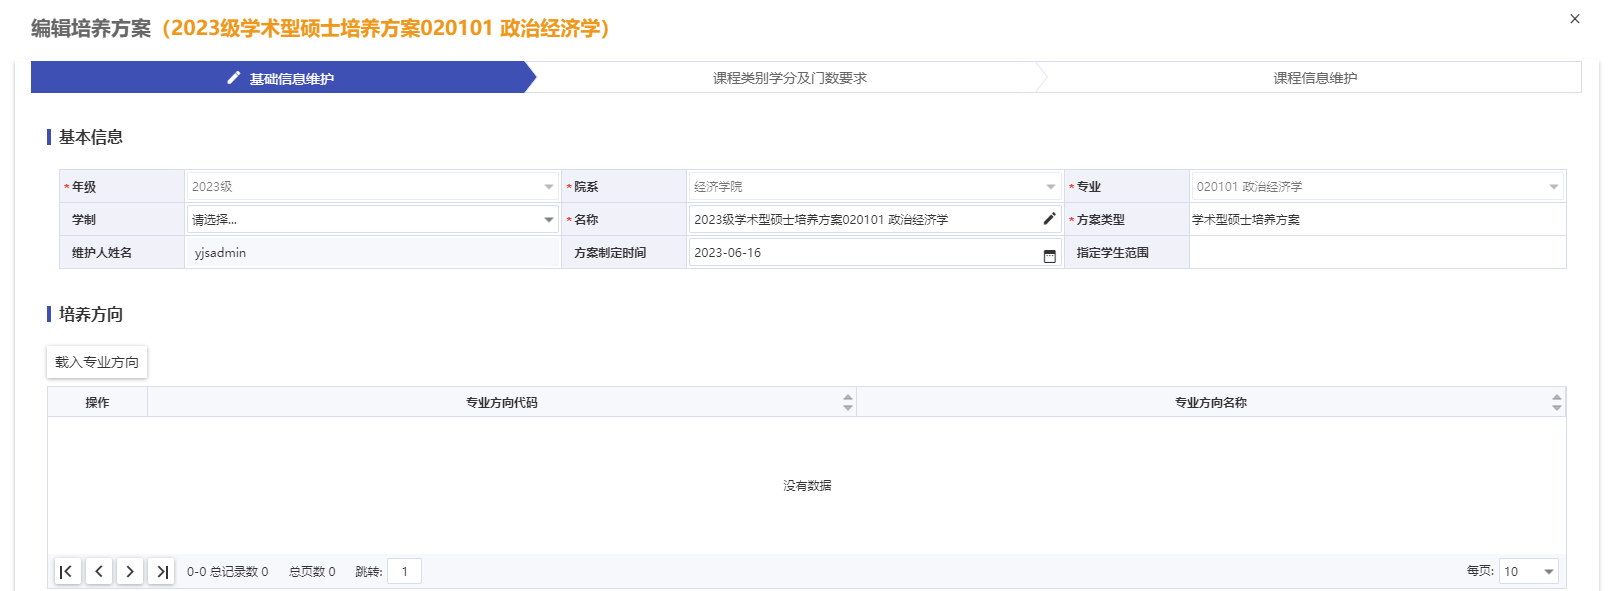 编辑培养方案（2023级学术型硕士培养方案020101 政治经济学）
基础信息维护 课程类别学分及门数要求 课程信息维护
基本信息
*年级 2023级 *院系 经济学院 *专业 020101 政治经济学
学制 请选择... *名称 2023级学术型硕士培养方案020101 政治经济学 *方案类型 学术型硕士培养方案
维护人姓名 yjsadmin 方案制定时间 2023-06-16 指定学生范围
培养方向
载入专业方向
操作 专业方向代码 专业方向名称
没有数据
0-0 总记录数 0 总页数 0 跳转: 1 每页: 10